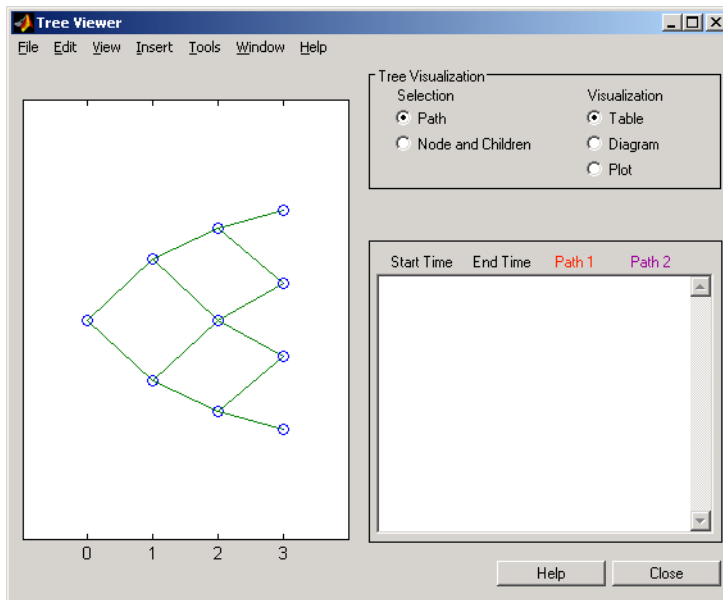 Tree Viewer
File Edit View Insert Tools Window Help
Tree Visualization
Selection Visualization
Path Table
Node and Children Diagram
Plot
Start Time End Time Path 1 Path 2
0 1 2 3
Help Close